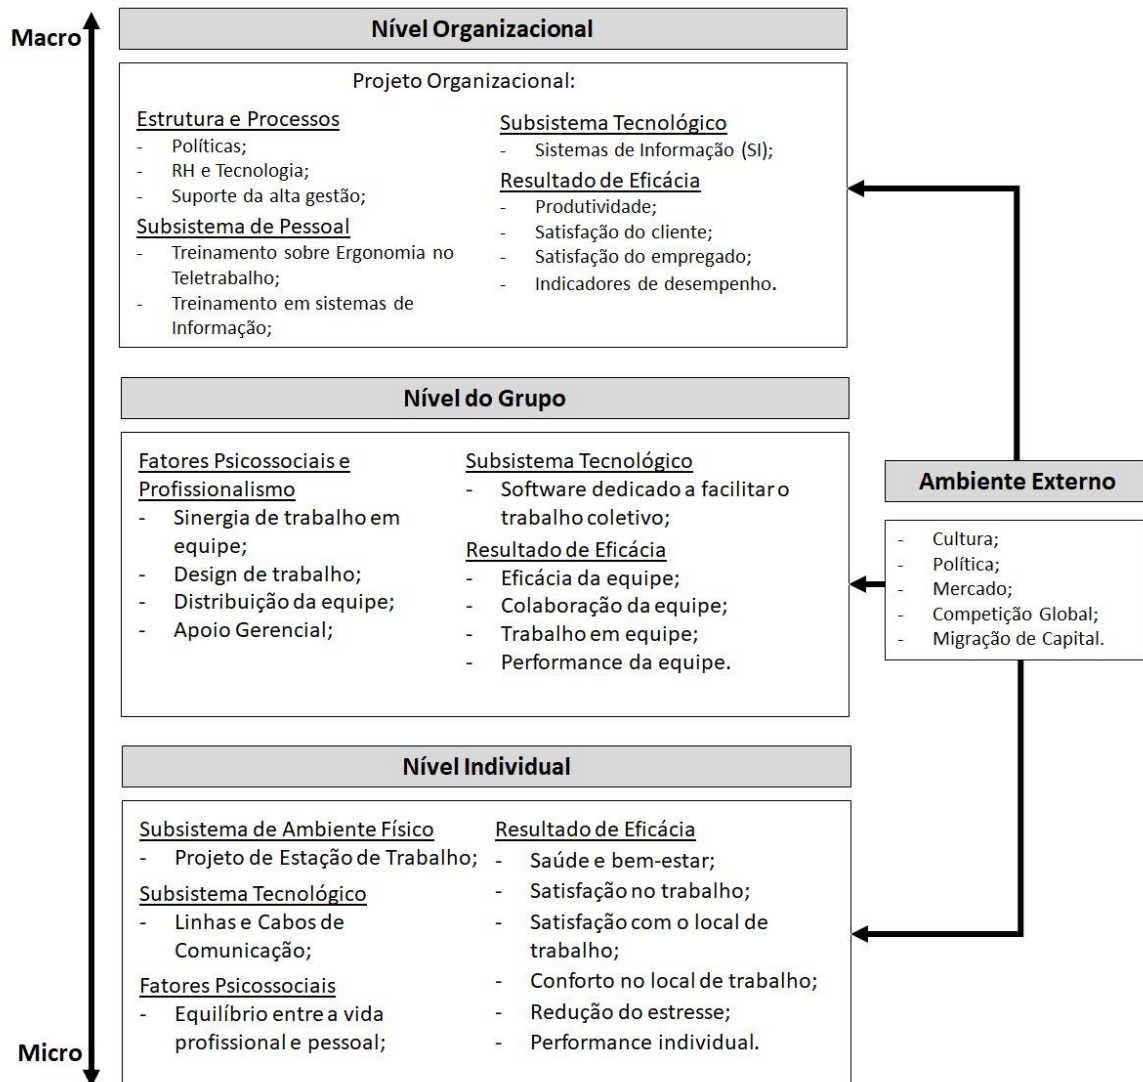 Macro
Nível Organizacional
Projeto Organizacional:
Estrutura e Processos
- Políticas;
- RH e Tecnologia;
- Suporte da alta gestão;
Subsistema de Pessoal
- Treinamento sobre Ergonomia no
Teletrabalho;
- Treinamento em sistemas de
Informação;
Subsistema Tecnológico
- Sistemas de Informação (SI);
Resultado de Eficácia
- Produtividade;
- Satisfação do cliente;
- Satisfação do empregado;
- Indicadores de desempenho.
Nível do Grupo
Fatores Psicossociais e
Profissionalismo
- Sinergia de trabalho em
equipe;
- Design de trabalho;
- Distribuição da equipe;
- Apoio Gerencial;
Subsistema Tecnológico
- Software dedicado a facilitar o
trabalho coletivo;
Resultado de Eficácia
- Eficácia da equipe;
- Colaboração da equipe;
- Trabalho em equipe;
- Performance da equipe.
Ambiente Externo
- Cultura;
- Política;
- Mercado;
- Competição Global;
- Migração de Capital.
Nível Individual
Subsistema de Ambiente Físico
- Projeto de Estação de Trabalho;
Subsistema Tecnológico
- Linhas e Cabos de
Comunicação;
Fatores Psicossociais
- Equilíbrio entre a vida
profissional e pessoal;
Resultado de Eficácia
- Saúde e bem-estar;
- Satisfação no trabalho;
- Satisfação com o local de
trabalho;
- Conforto no local de trabalho;
- Redução do estresse;
- Performance individual.
Micro